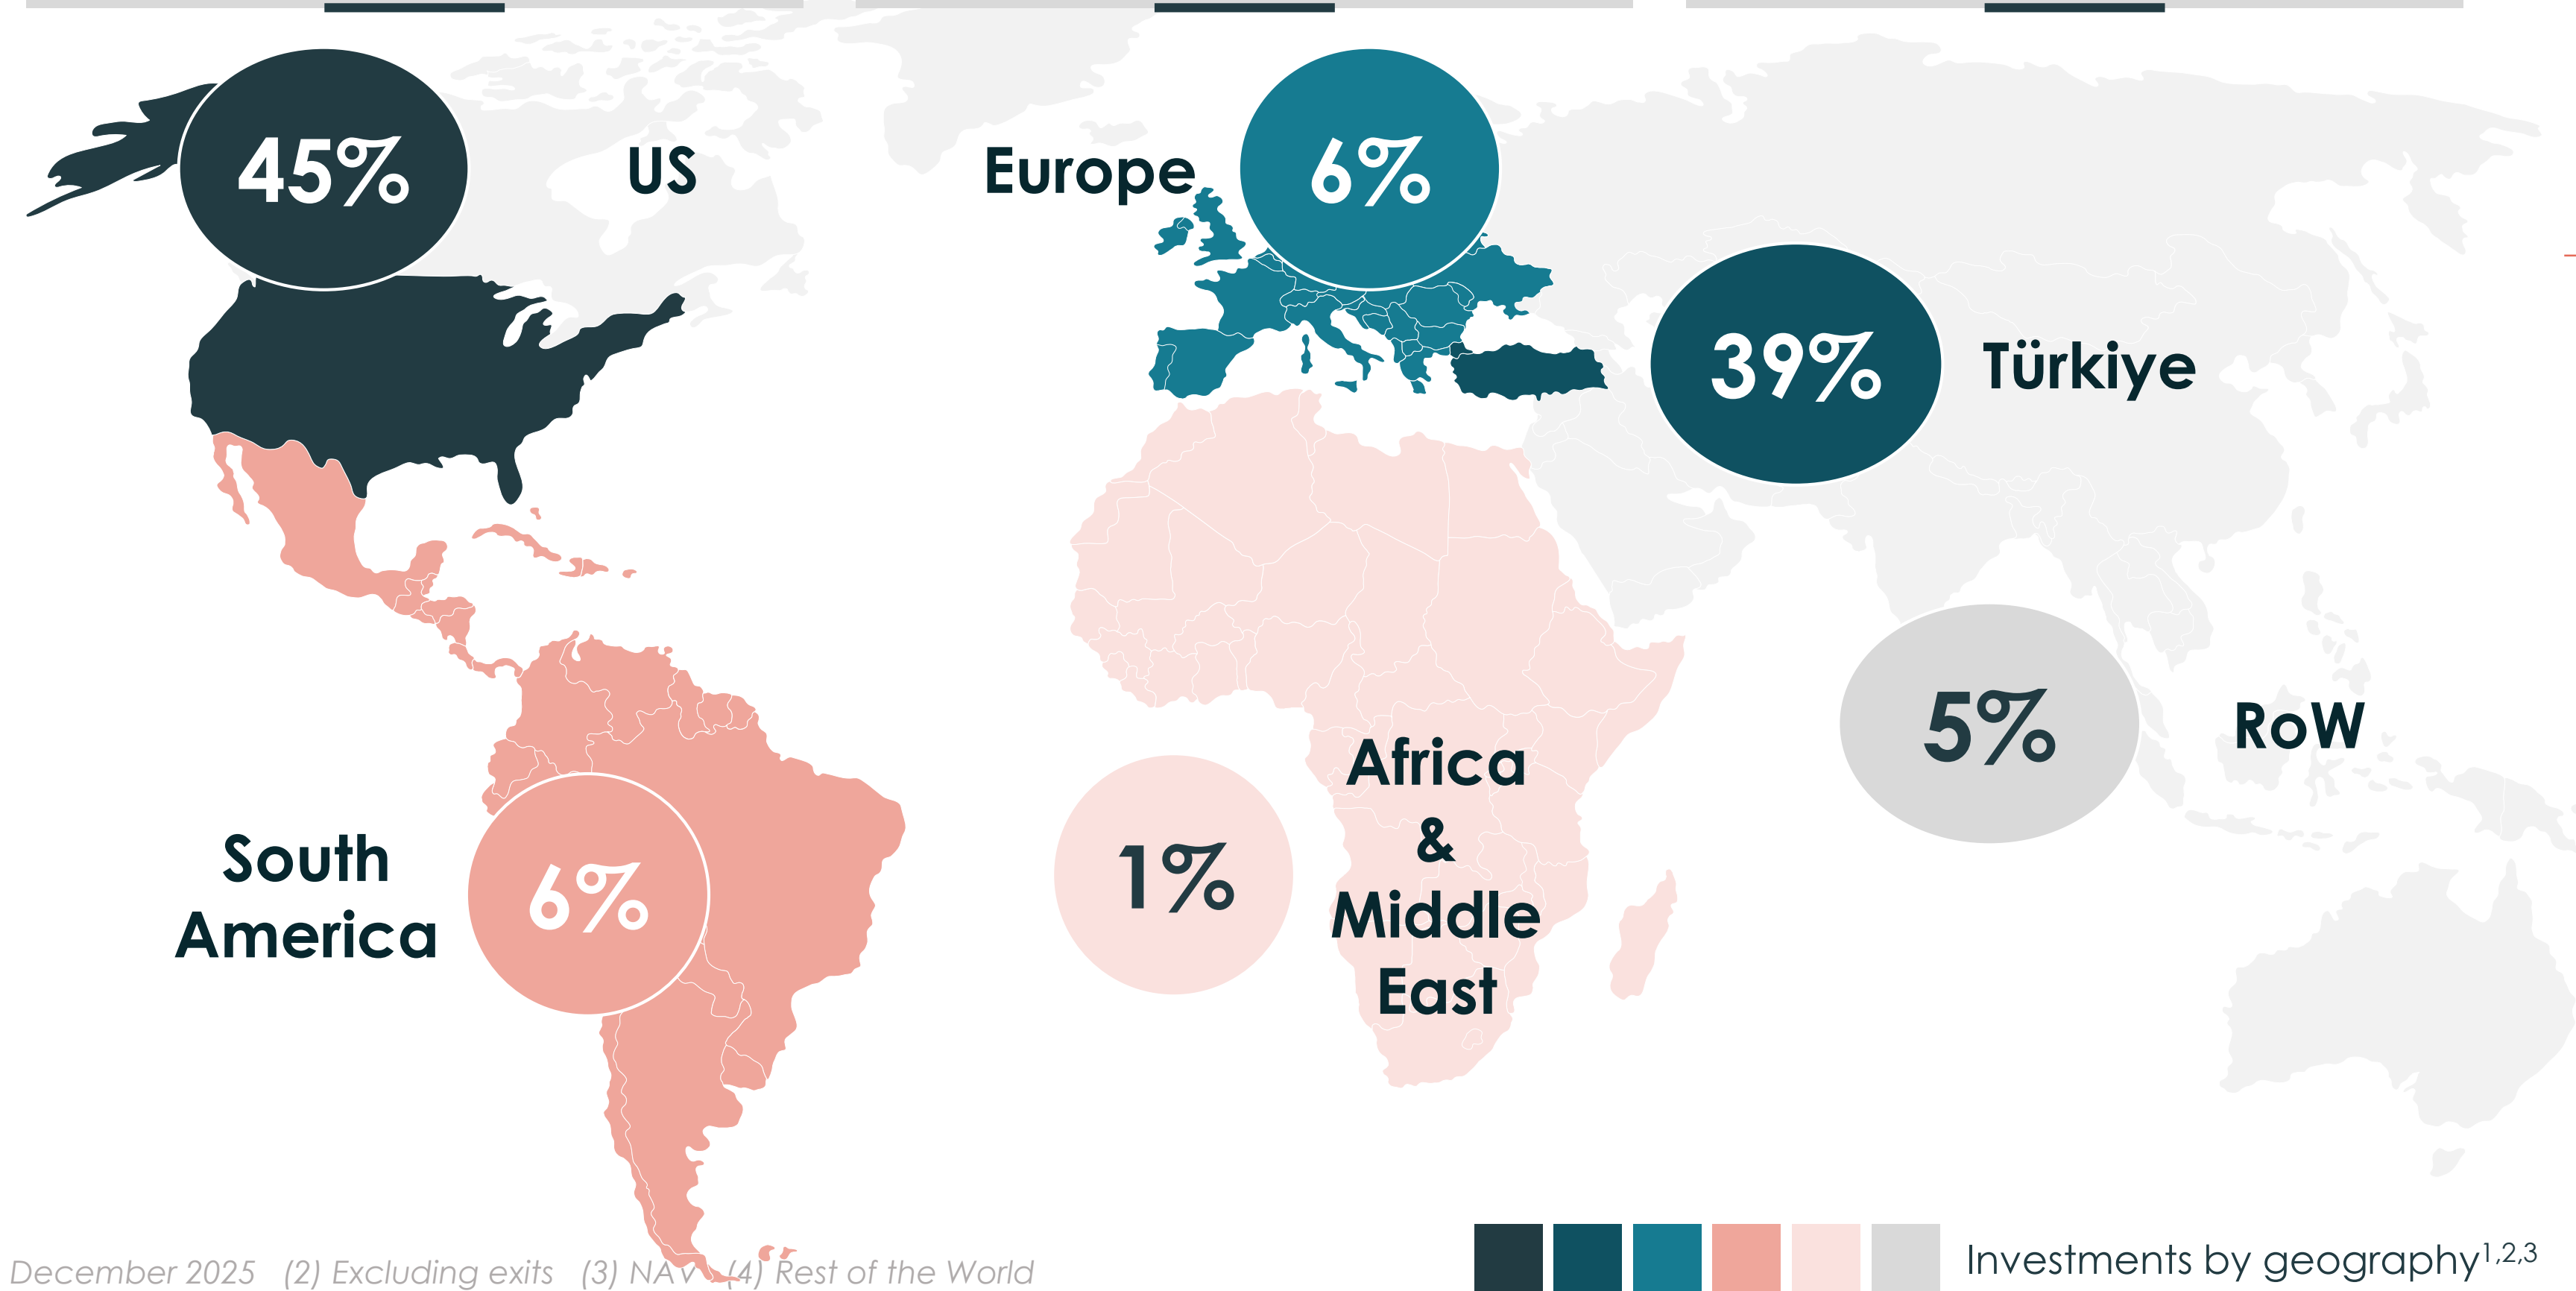 45%
US
Europe
6%
39%
Türkiye
5%
RoW
Africa
&
Middle
East
1%
South
America
6%
December 2025 (2) Excluding exits (3) NAV (4) Rest of the World
Investments by geography1,2,3